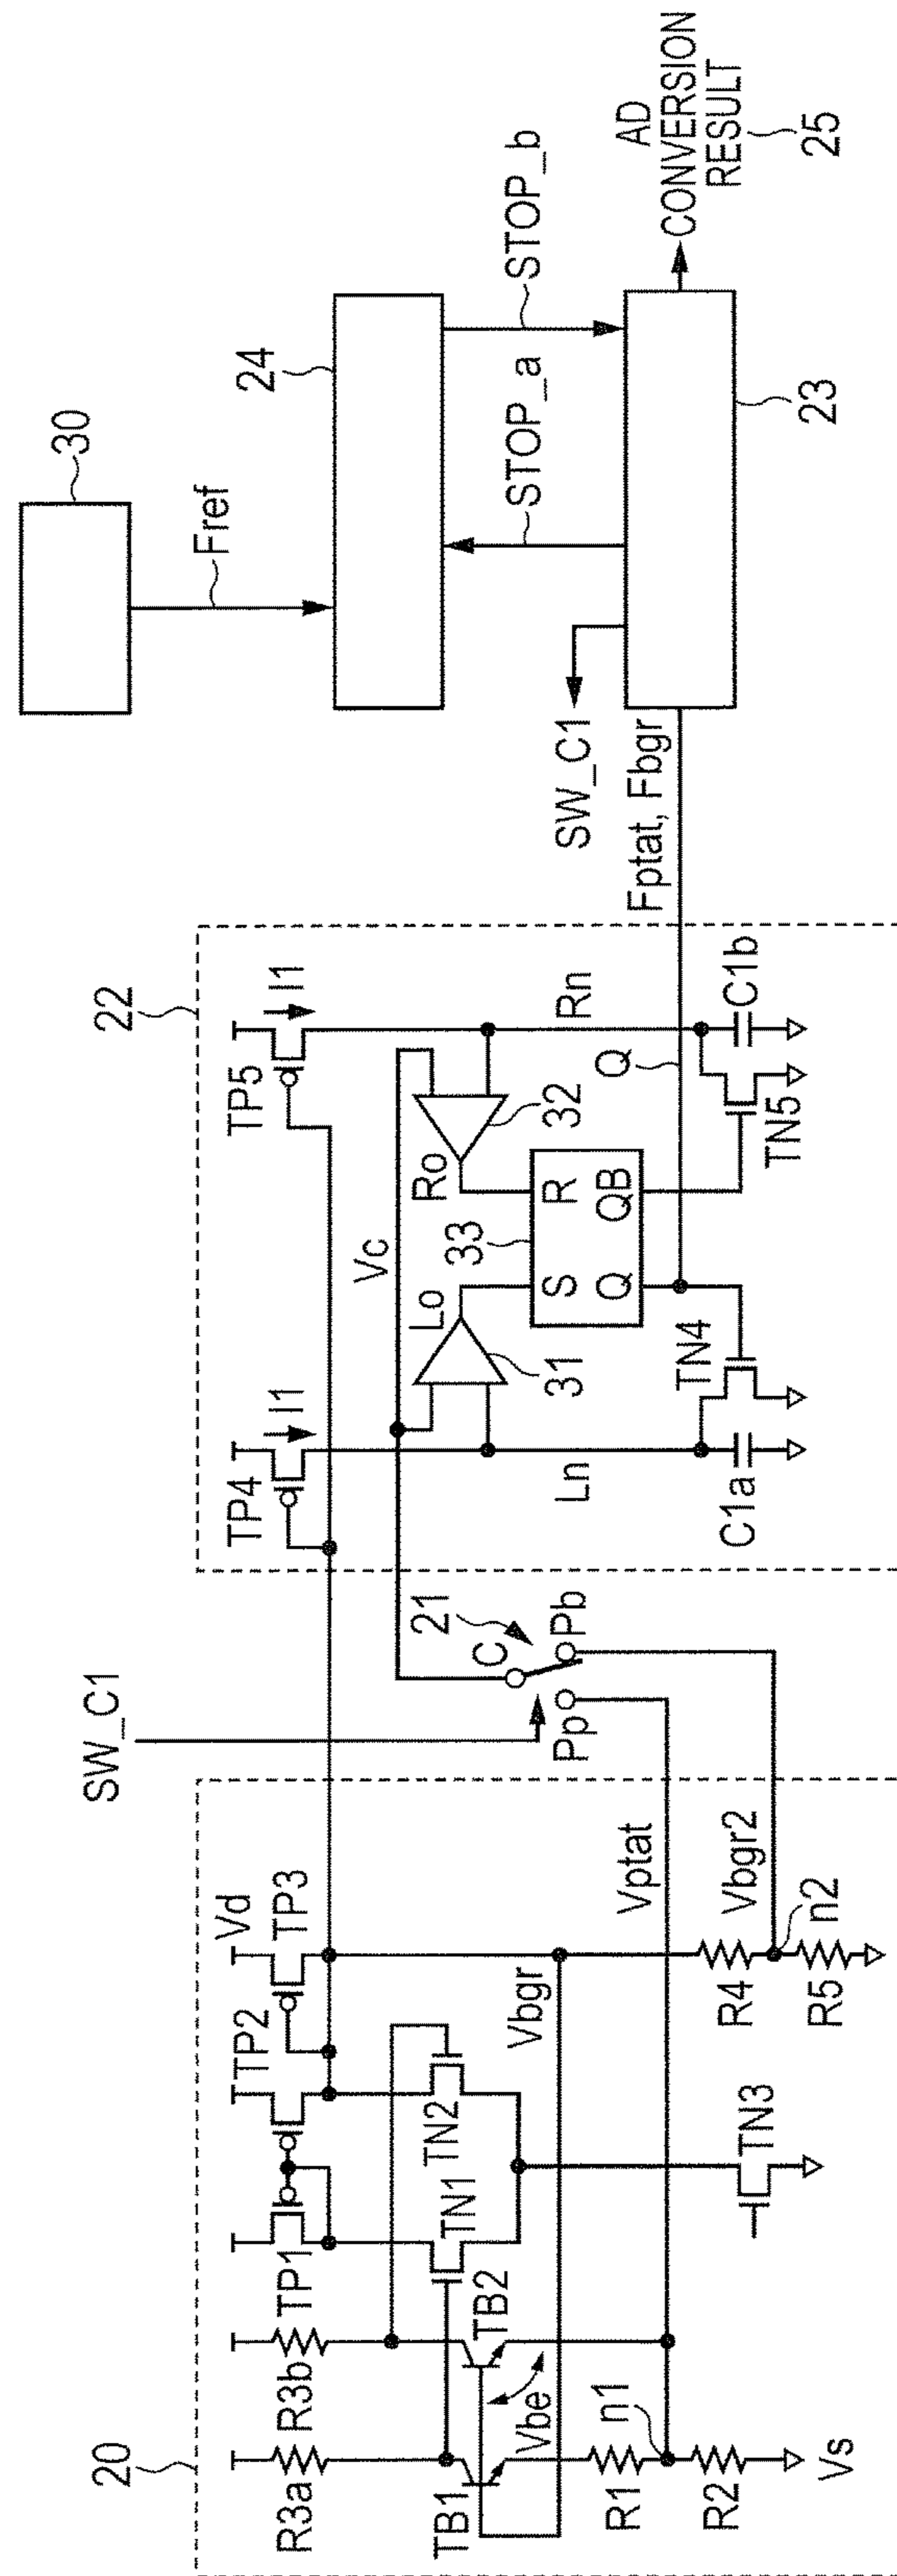 20
R3a
R3b
TP1
TP2
Vd
TP3
TN1
TN2
TB1
TB2
Vbe
Vbgr
Vptat
R1
n1
R2
Vs
TN3
R4
Vbgr2
n2
R5
SW_C1
21
C
Pp
Pb
22
TP4
I1
TP5
I1
Vc
Lo
Ro
31
32
33
S
R
Q
QB
Ln
Rn
Q
TN4
TN5
C1a
C1b
30
Fref
24
STOP_a
STOP_b
SW_C1
Fptat, Fbgr
23
AD
CONVERSION
RESULT
25